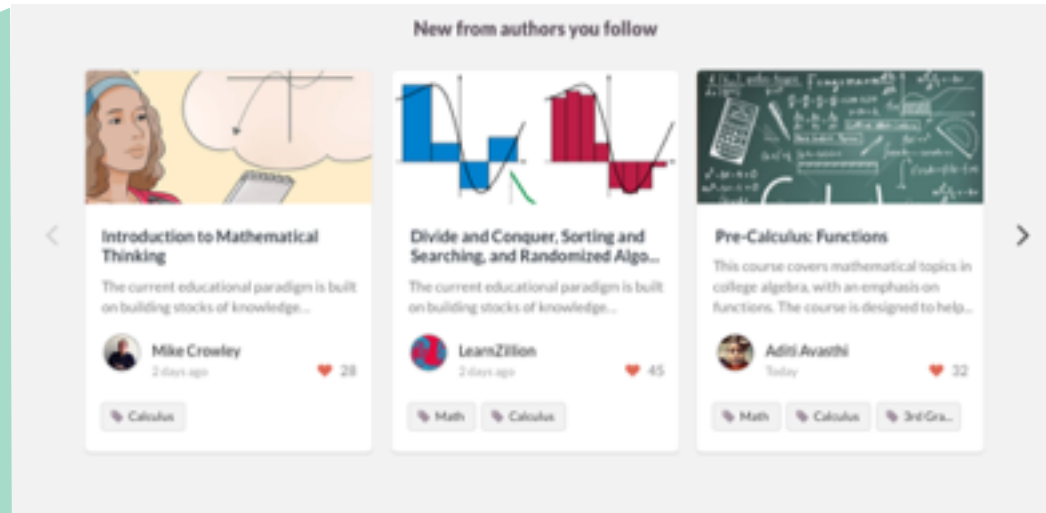 New from authors you follow
Introduction to Mathematical
Thinking
The current educational paradigm is built
on building stocks of knowledge...
Mike Crowley
2 days ago
28
Calculus
Divide and Conquer, Sorting and
Searching, and Randomized Algo...
The current educational paradigm is built
on building stocks of knowledge...
LearnZillion
2 days ago
45
Math
Calculus
Pre-Calculus: Functions
This course covers mathematical topics in
college algebra, with an emphasis on
functions. The course is designed to help...
Aditi Avasthi
Today
32
Math
Calculus
3rd Gra...